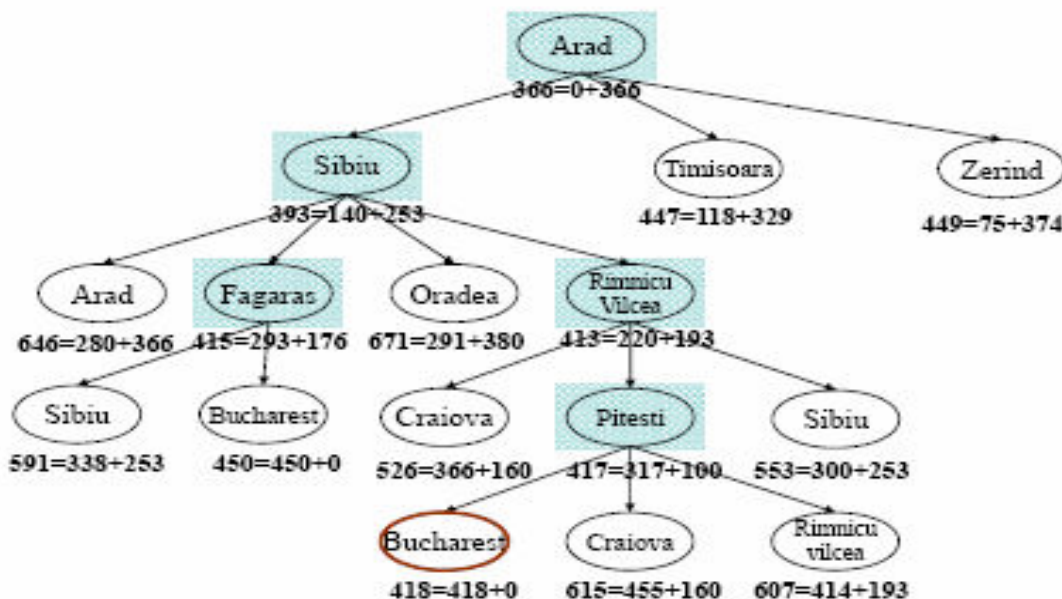 Arad
366=0+366
Sibiu
Timisoara
Zerind
393=140+253
447=118+329
449=75+374
Arad
Fagaras
Oradea
Rimnicu
Vilcea
646=280+366
415=293+176
671=291+380
413=220+193
Sibiu
Bucharest
Craiova
Pitesti
Sibiu
591=338+253
450=450+0
526=366+160
417=317+100
553=300+253
Bucharest
Craiova
Rimnicu
vilcea
418=418+0
615=455+160
607=414+193